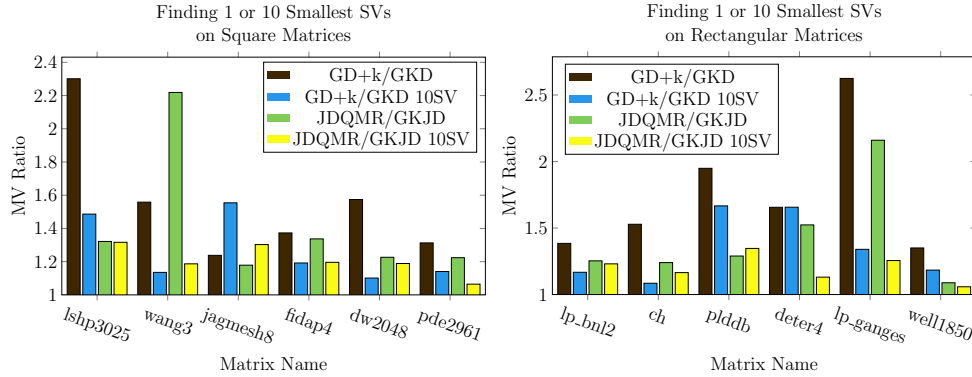 Finding 1 or 10 Smallest SVs
on Square Matrices
MV Ratio
2.4
2.2
2
1.8
1.6
1.4
1.2
1
GD+k/GKD
GD+k/GKD 10SV
JDQMR/GKJD
JDQMR/GKJD 10SV
lshp3025
wang3
jagmesh8
fidap4
dw2048
pde2961
Matrix Name
Finding 1 or 10 Smallest SVs
on Rectangular Matrices
MV Ratio
2.5
2
1.5
1
GD+k/GKD
GD+k/GKD 10SV
JDQMR/GKJD
JDQMR/GKJD 10SV
lp_bnl2
ch
plddb
deter4
lp_ganges
well1850
Matrix Name